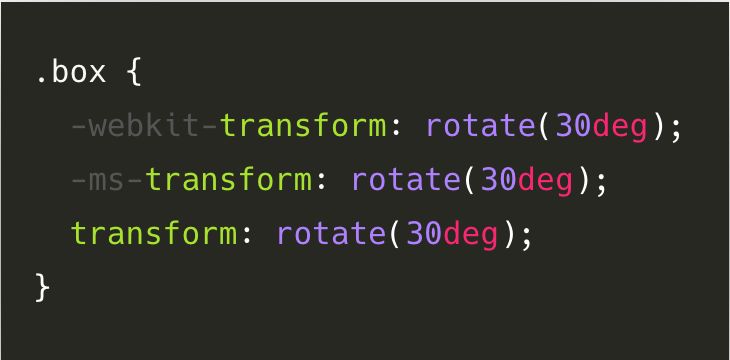 .box {
  -webkit-transform: rotate(30deg);
  -ms-transform: rotate(30deg);
  transform: rotate(30deg);
}